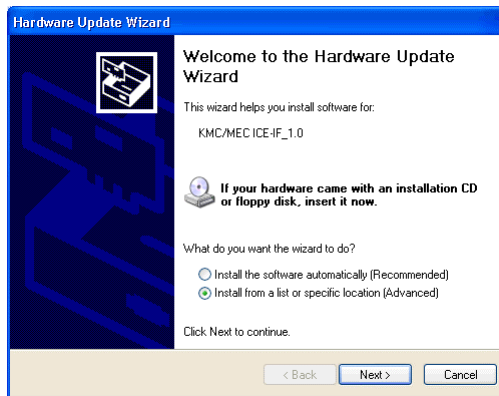 Hardware Update Wizard
Welcome to the Hardware Update
Wizard
This wizard helps you install software for:
KMC/MEC ICE-IF_1.0
If your hardware came with an installation CD
or floppy disk, insert it now.
What do you want the wizard to do?
Install the software automatically (Recommended)
Install from a list or specific location (Advanced)
Click Next to continue.
< Back Next > Cancel